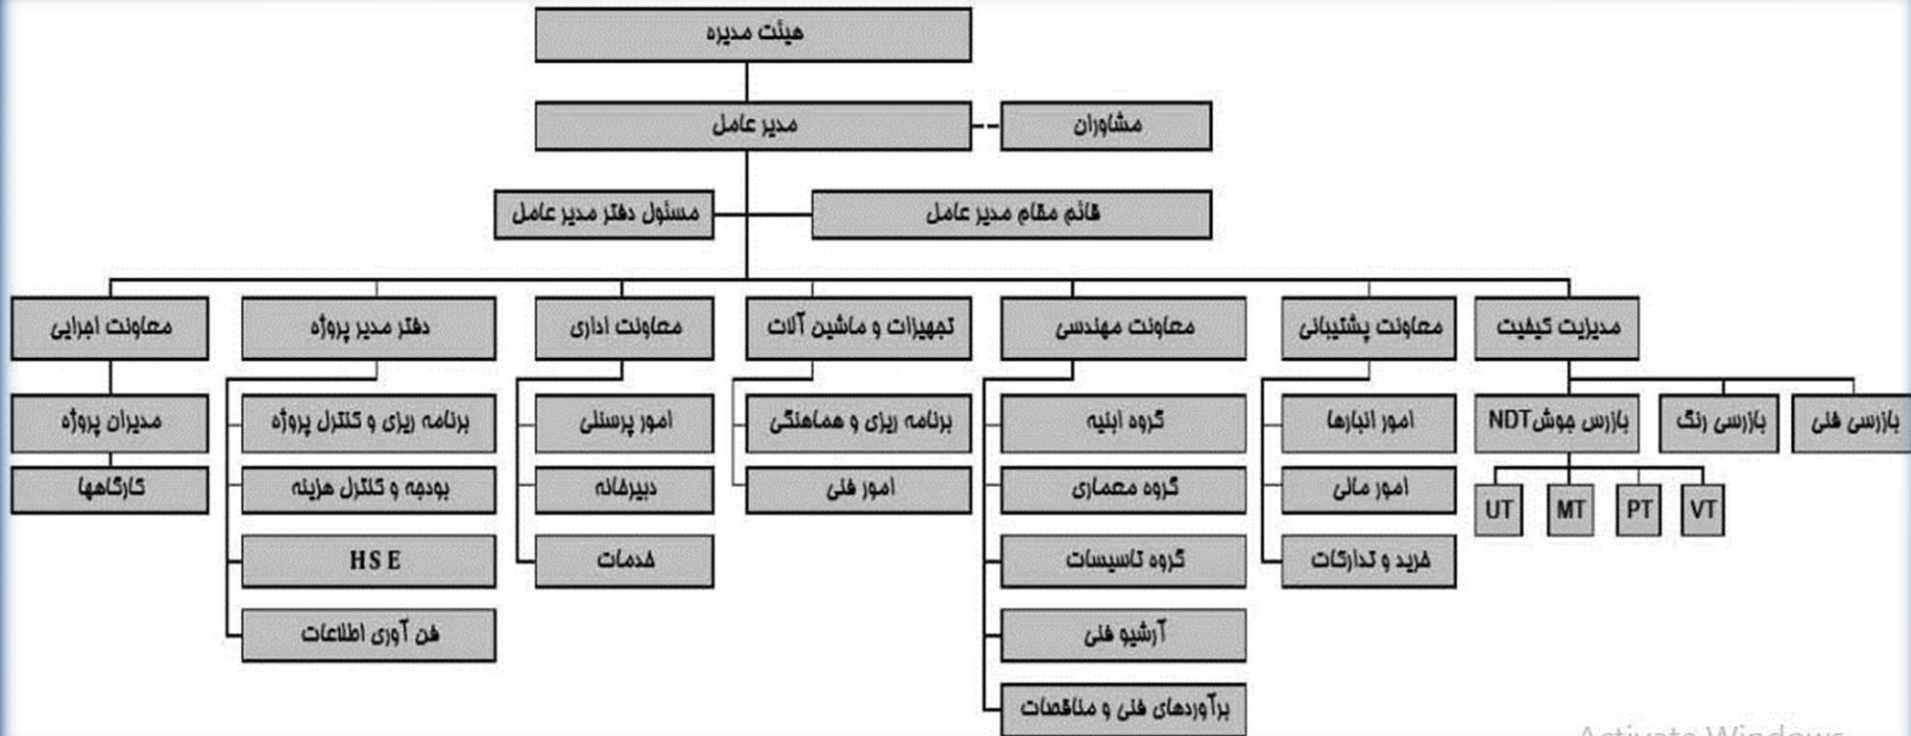 هیئت مدیره
مدیر عامل
مشاوران
قائم مقام مدیر عامل
مسئول دفتر مدیر عامل
مدیریت کیفیت
معاونت پشتیبانی
معاونت مهندسی
تجهیزات و ماشین آلات
معاونت اداری
دفتر مدیر پروژه
معاونت اجرایی
بازرسی فنی
بازرسی رنگ
بازرس جوش NDT
امور انبارها
گروه ابنیه
برنامه ریزی و هماهنگی
امور پرسنلی
برنامه ریزی و کنترل پروژه
مدیران پروژه
VT
PT
MT
UT
امور مالی
گروه معماری
امور فنی
دبیرخانه
بودجه و کنترل هزینه
کارگاهها
خرید و تدارکات
گروه تاسیسات
خدمات
HSE
آرشیو فنی
فن آوری اطلاعات
برآوردهای فنی و مناقصات
Activate Windows